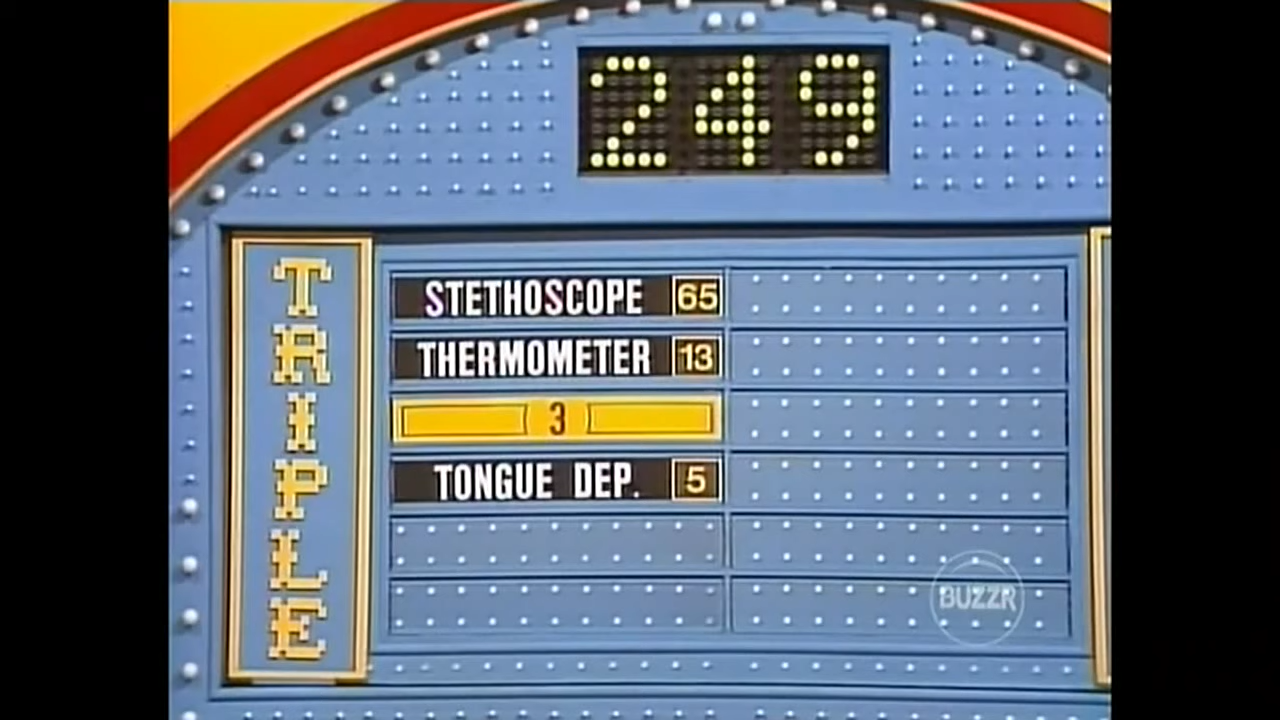 249
TRIPLE
STETHOSCOPE 65
THERMOMETER 13
3
TONGUE DEP. 5
BUZZR